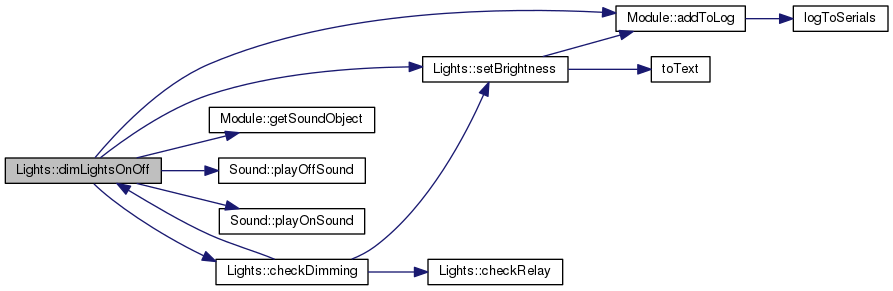 Module::addToLog
logToSerials
Lights::setBrightness
toText
Module::getSoundObject
Lights::dimLightsOnOff
Sound::playOffSound
Sound::playOnSound
Lights::checkDimming
Lights::checkRelay